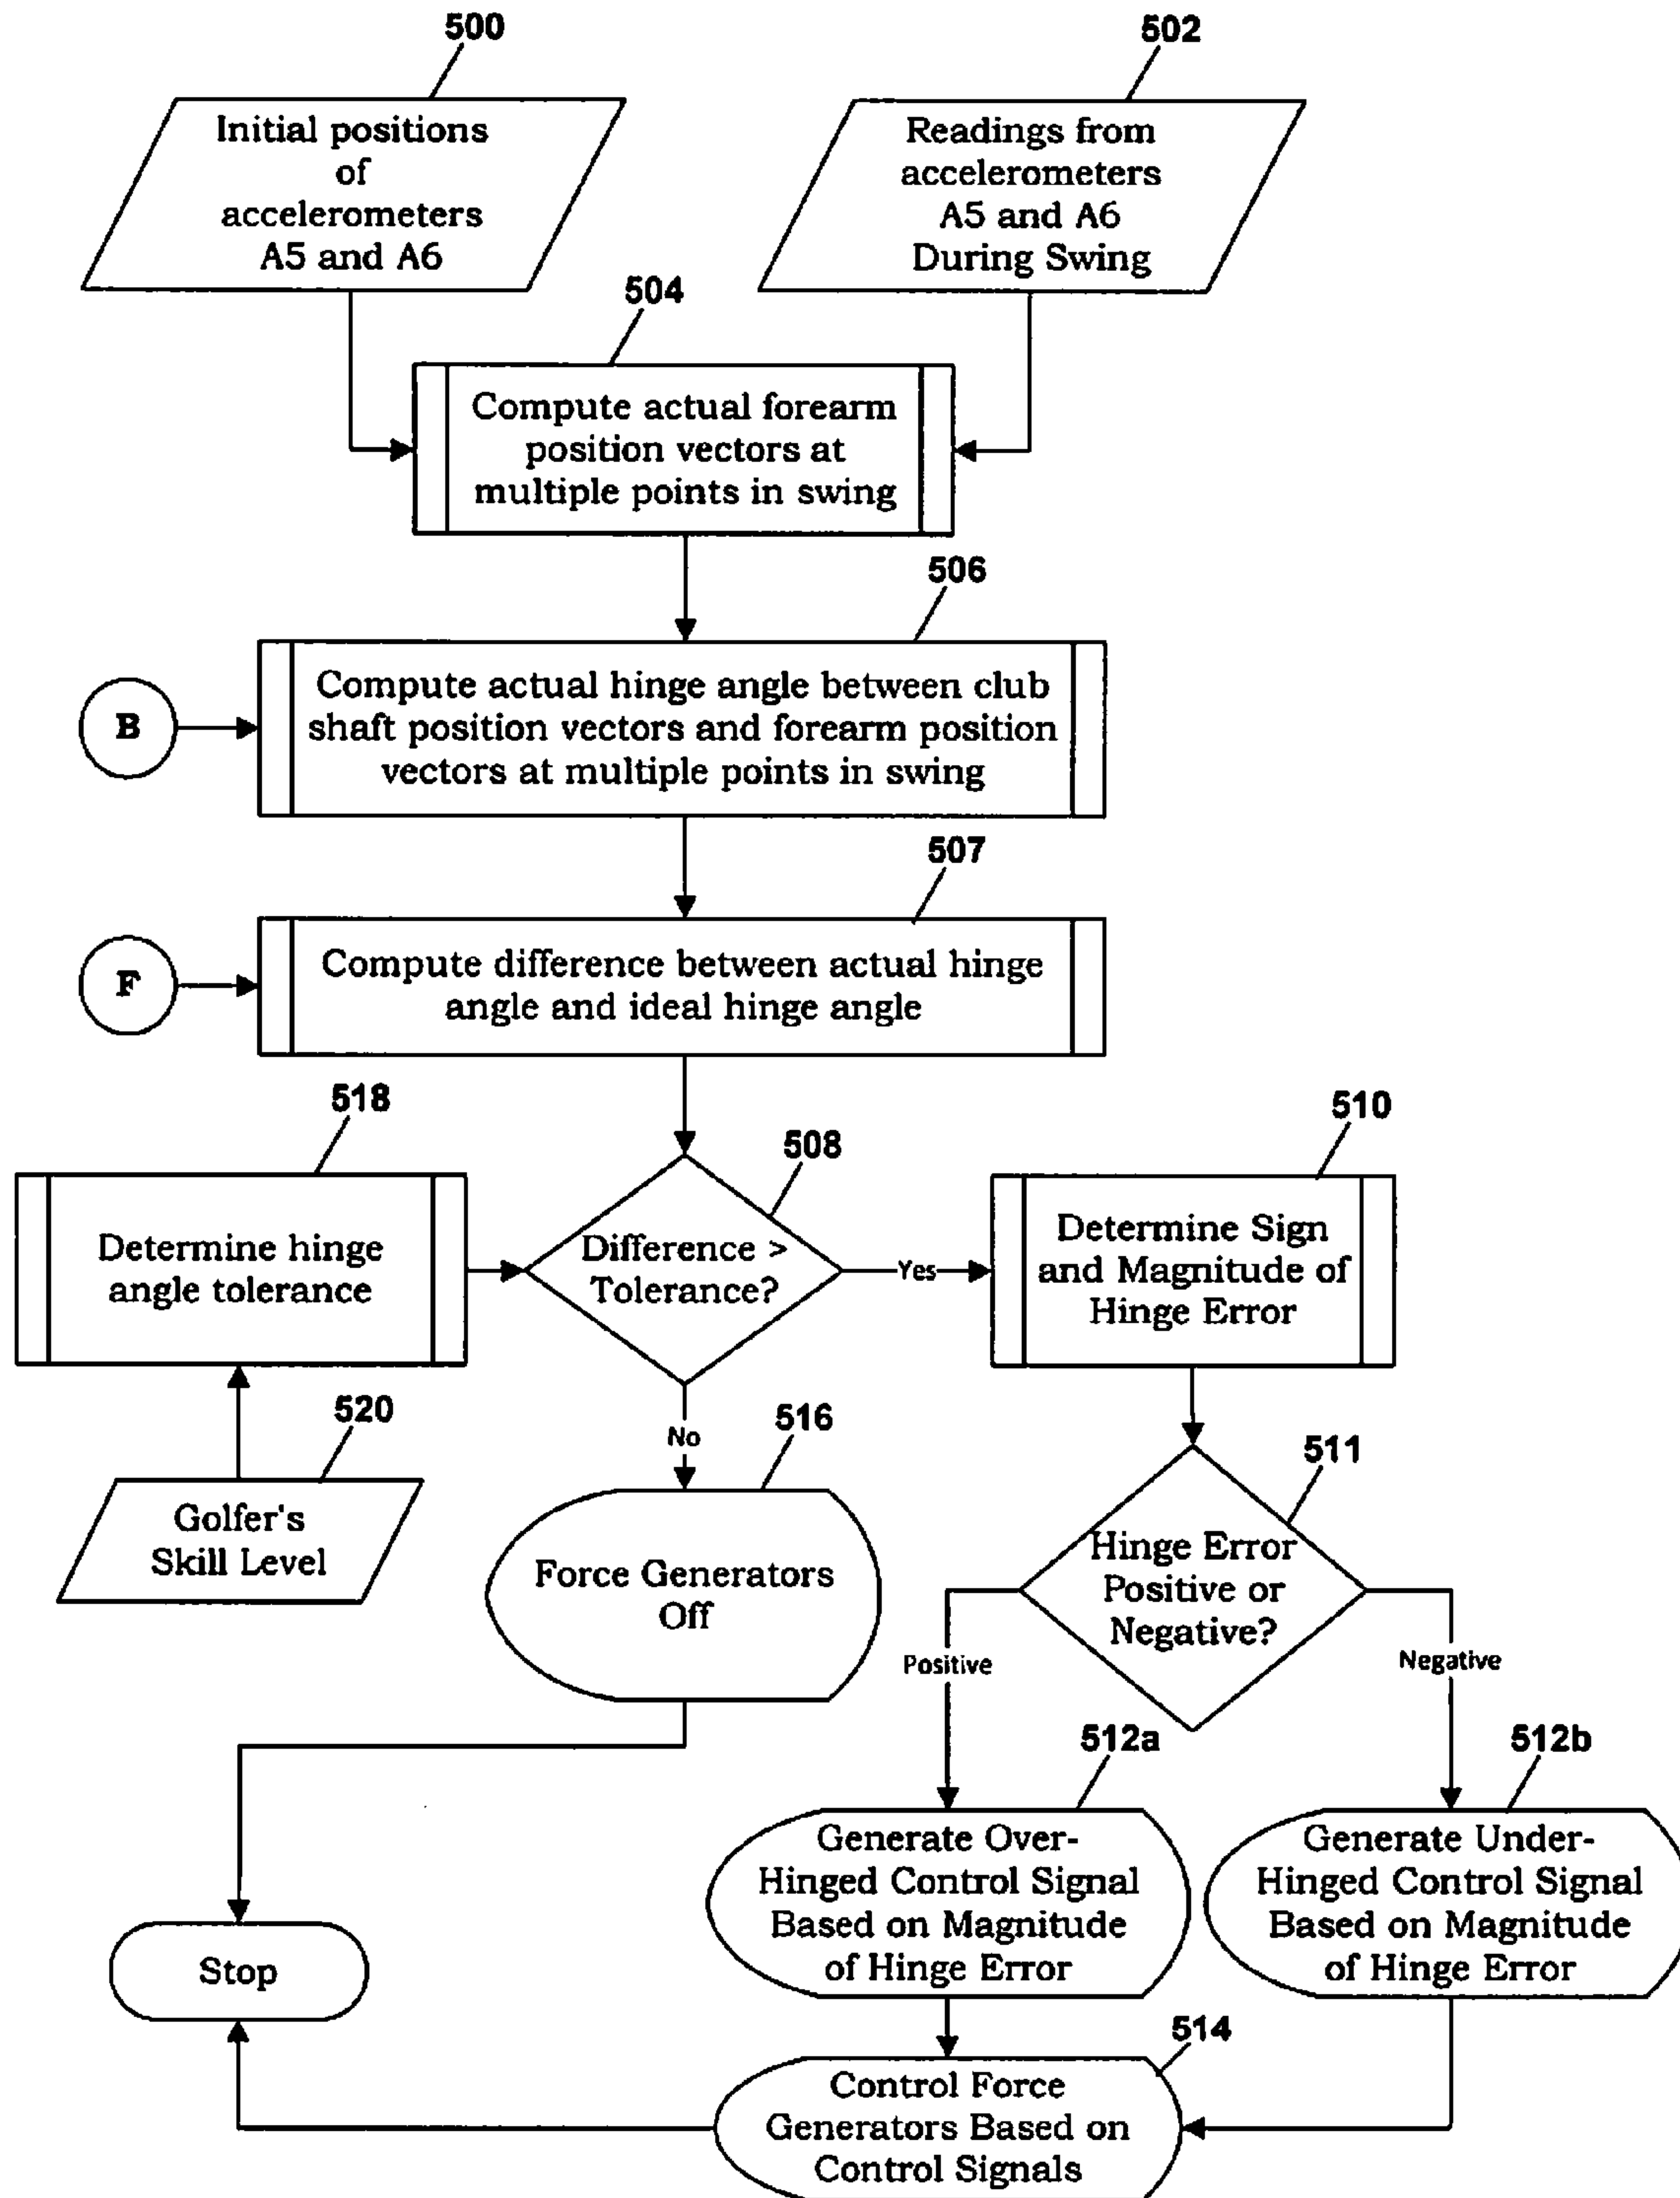 500
502
Initial positions
of
accelerometers
A5 and A6
Readings from
accelerometers
A5 and A6
During Swing
504
Compute actual forearm
position vectors at
multiple points in swing
506
B
Compute actual hinge angle between club
shaft position vectors and forearm position
vectors at multiple points in swing
507
F
Compute difference between actual hinge
angle and ideal hinge angle
518
508
510
Determine hinge
angle tolerance
Difference >
Tolerance?
Yes
Determine Sign
and Magnitude of
Hinge Error
520
No
516
511
Golfer's
Skill Level
Force Generators
Off
Hinge Error
Positive or
Negative?
Positive
Negative
512a
512b
Generate Over-
Hinged Control Signal
Based on Magnitude
of Hinge Error
Generate Under-
Hinged Control Signal
Based on Magnitude
of Hinge Error
Stop
514
Control Force
Generators Based on
Control Signals